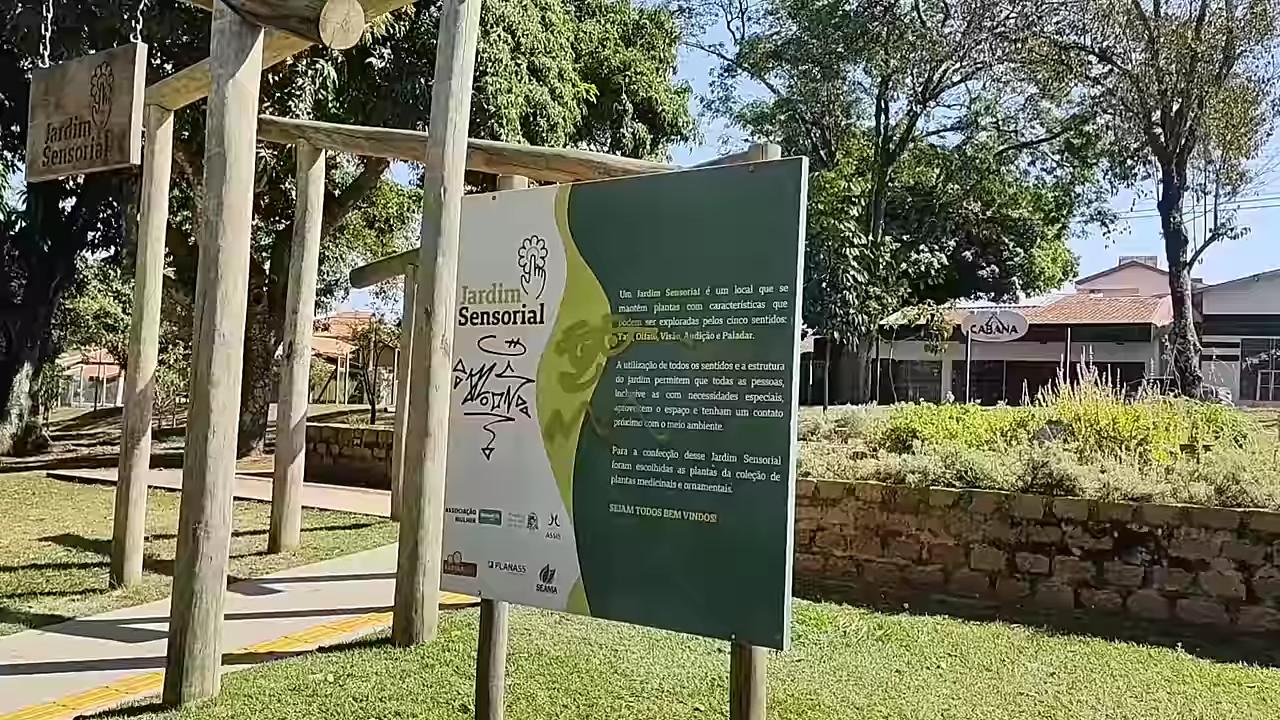 Jardim
Sensorial
Jardim
Sensorial
Um Jardim Sensorial é um local que se
mantém plantas com características que
podem ser exploradas pelos cinco sentidos:
Tato, Olfato, Visão, Audição e Paladar.
A utilização de todos os sentidos e a estrutura
do jardim permitem que todas as pessoas,
inclusive as com necessidades especiais,
aproveitem o espaço e tenham um contato
próximo com o meio ambiente.
Para a confecção desse Jardim Sensorial
foram escolhidas as plantas da coleção de
plantas medicinais e ornamentais.
SEJAM TODOS BEM VINDOS!
ASSOCIAÇÃO
MULHER
ASSIS
PLANASS
SEAMA
CABANA